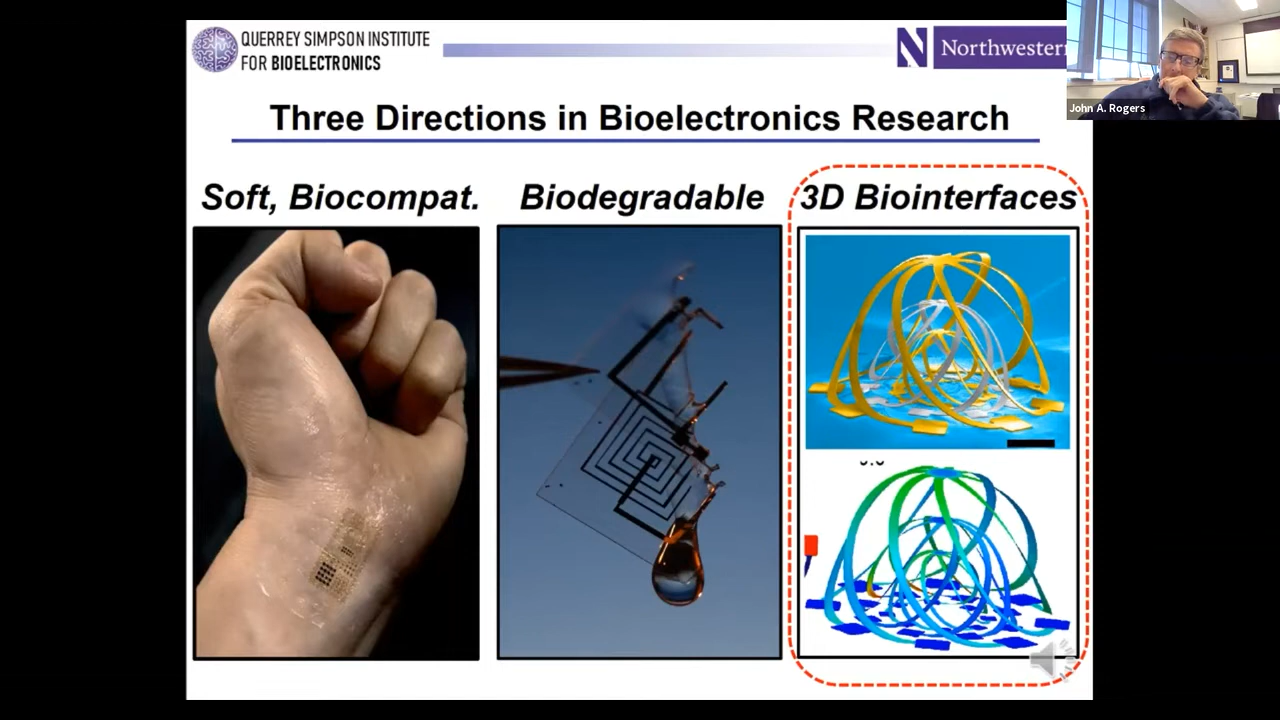 QUERREY SIMPSON INSTITUTE
FOR BIOELECTRONICS
N Northwestern
John A. Rogers
Three Directions in Bioelectronics Research
Soft, Biocompat.
Biodegradable
3D Biointerfaces